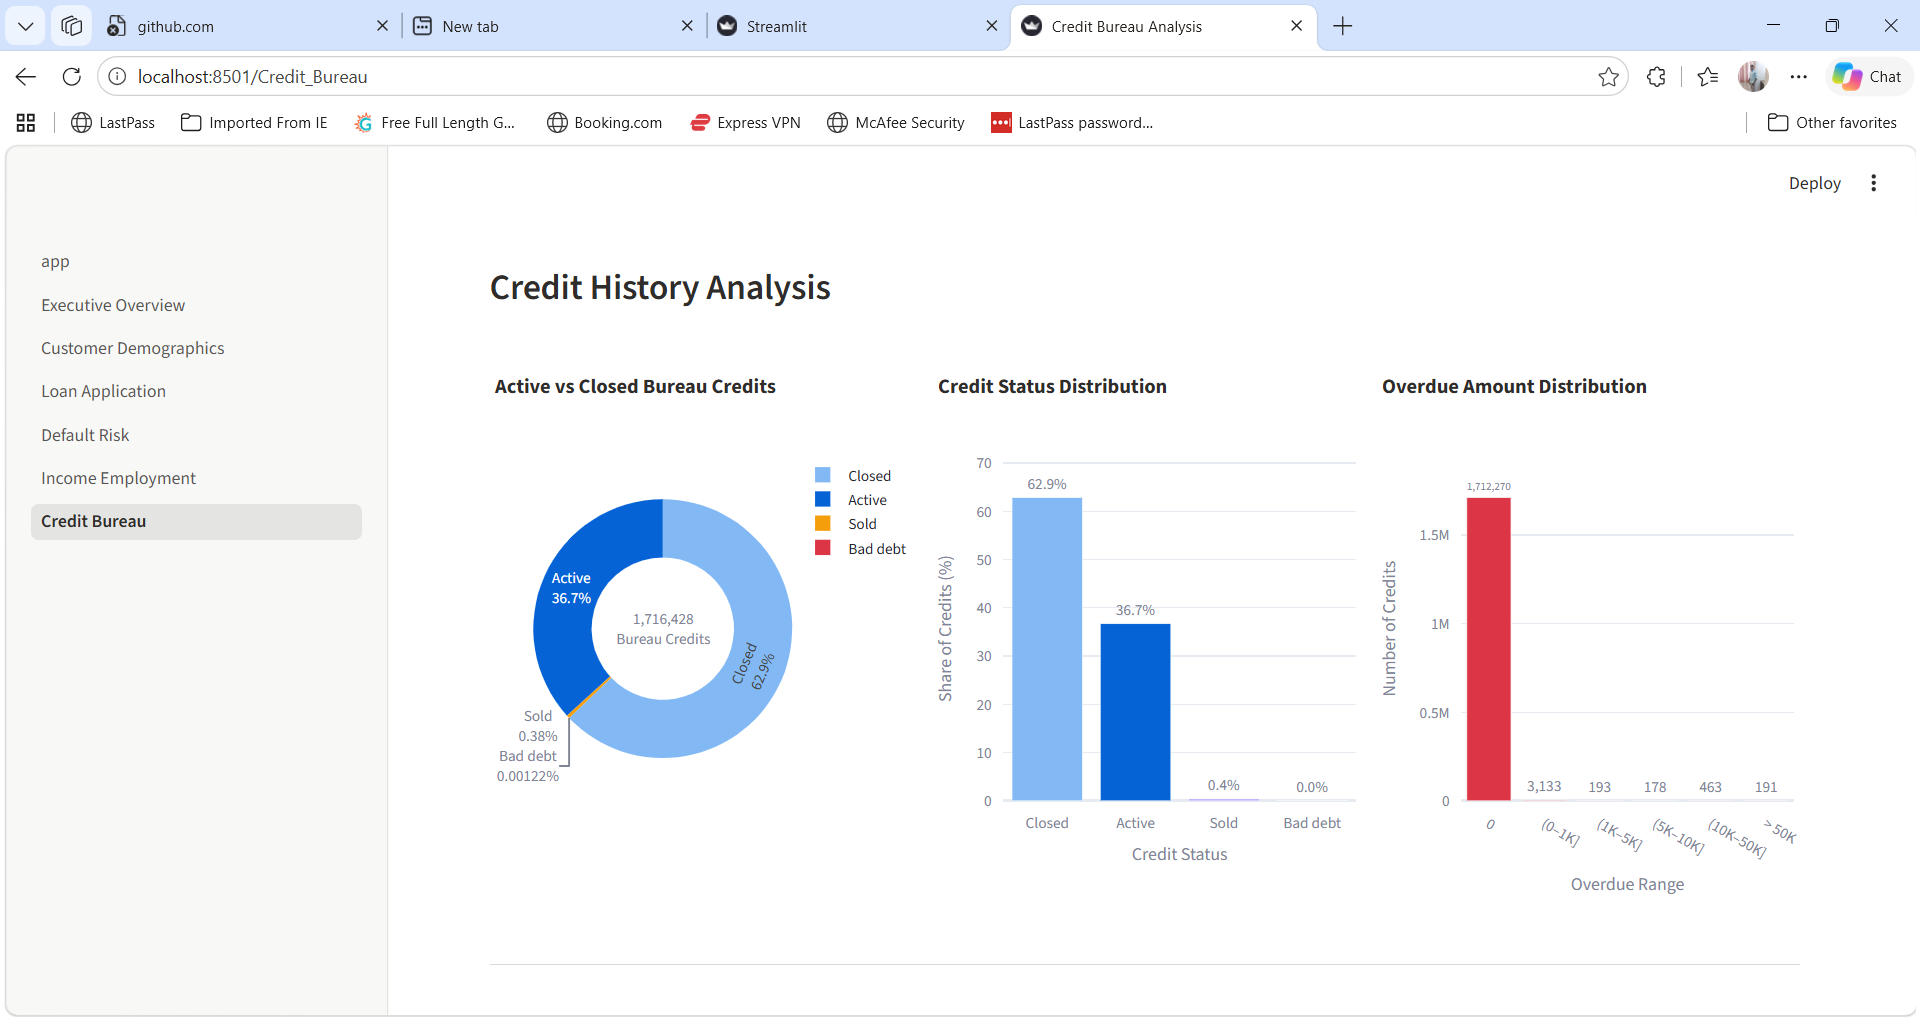 github.com
New tab
Streamlit
Credit Bureau Analysis
localhost:8501/Credit_Bureau
Chat
LastPass
Imported From IE
Free Full Length G...
Booking.com
Express VPN
McAfee Security
LastPass password...
Other favorites
Deploy
app
Executive Overview
Customer Demographics
Loan Application
Default Risk
Income Employment
Credit Bureau
Credit History Analysis
Active vs Closed Bureau Credits
Closed
Active
Sold
Bad debt
Active
36.7%
1,716,428
Bureau Credits
Closed
62.9%
Sold
0.38%
Bad debt
0.00122%
Credit Status Distribution
Share of Credits (%)
70
60
50
40
30
20
10
0
62.9%
36.7%
0.4%
0.0%
Closed
Active
Sold
Bad debt
Credit Status
Overdue Amount Distribution
Number of Credits
1.5M
1M
0.5M
0
1,712,270
3,133
193
178
463
191
0
(0–1K]
(1K–5K]
(5K–10K]
(10K–50K]
> 50K
Overdue Range